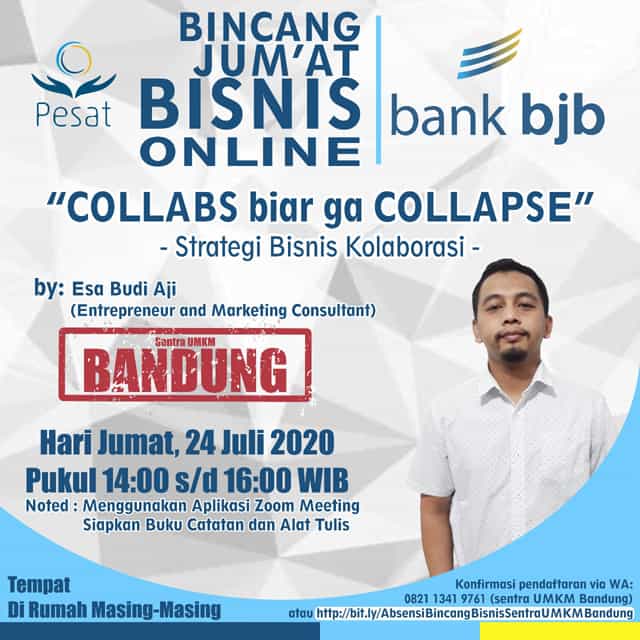 Pesat
BINCANG
JUM'AT
BISNIS
ONLINE
bank bjb
“COLLABS biar ga COLLAPSE”
- Strategi Bisnis Kolaborasi -
by: Esa Budi Aji
(Entrepreneur and Marketing Consultant)
Sentra UMKM
BANDUNG
Hari Jumat, 24 Juli 2020
Pukul 14:00 s/d 16:00 WIB
Noted : Menggunakan Aplikasi Zoom Meeting
Siapkan Buku Catatan dan Alat Tulis
Tempat
Di Rumah Masing-Masing
Konfirmasi pendaftaran via WA:
0821 1341 9761 (sentra UMKM Bandung)
atau http://bit.ly/AbsensiBincangBisnisSentraUMKMBandung